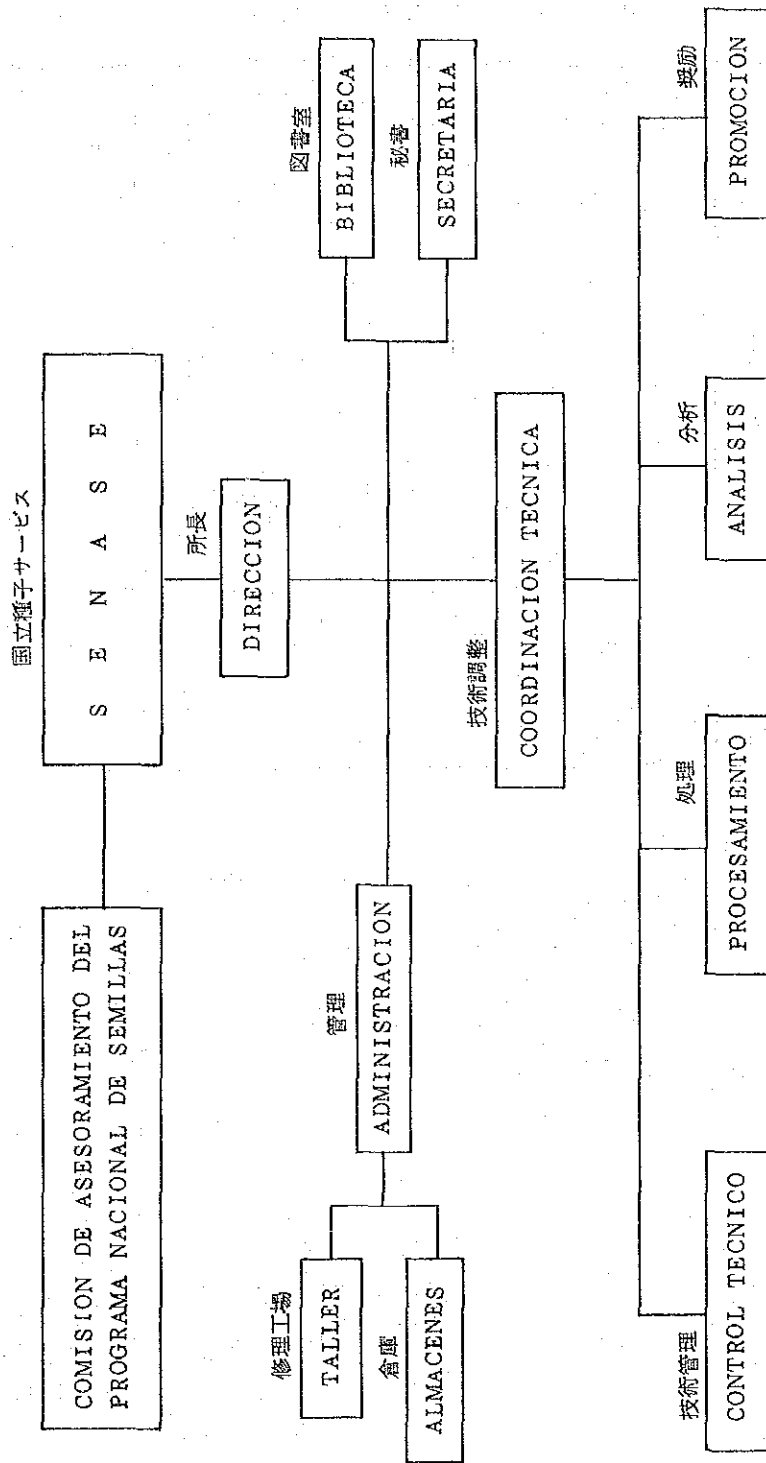 国立種子サービス
S E N A S E
COMISION DE ASESORAMIENTO DEL
PROGRAMA NACIONAL DE SEMILLAS
所長
DIRECCION
図書室
BIBLIOTECA
秘書
SECRETARIA
管理
ADMINISTRACION
修理工場
TALLER
倉庫
ALMACENES
技術調整
COORDINACION TECNICA
技術管理
CONTROL TECNICO
処理
PROCESAMIENTO
分析
ANALISIS
奨励
PROMOCION